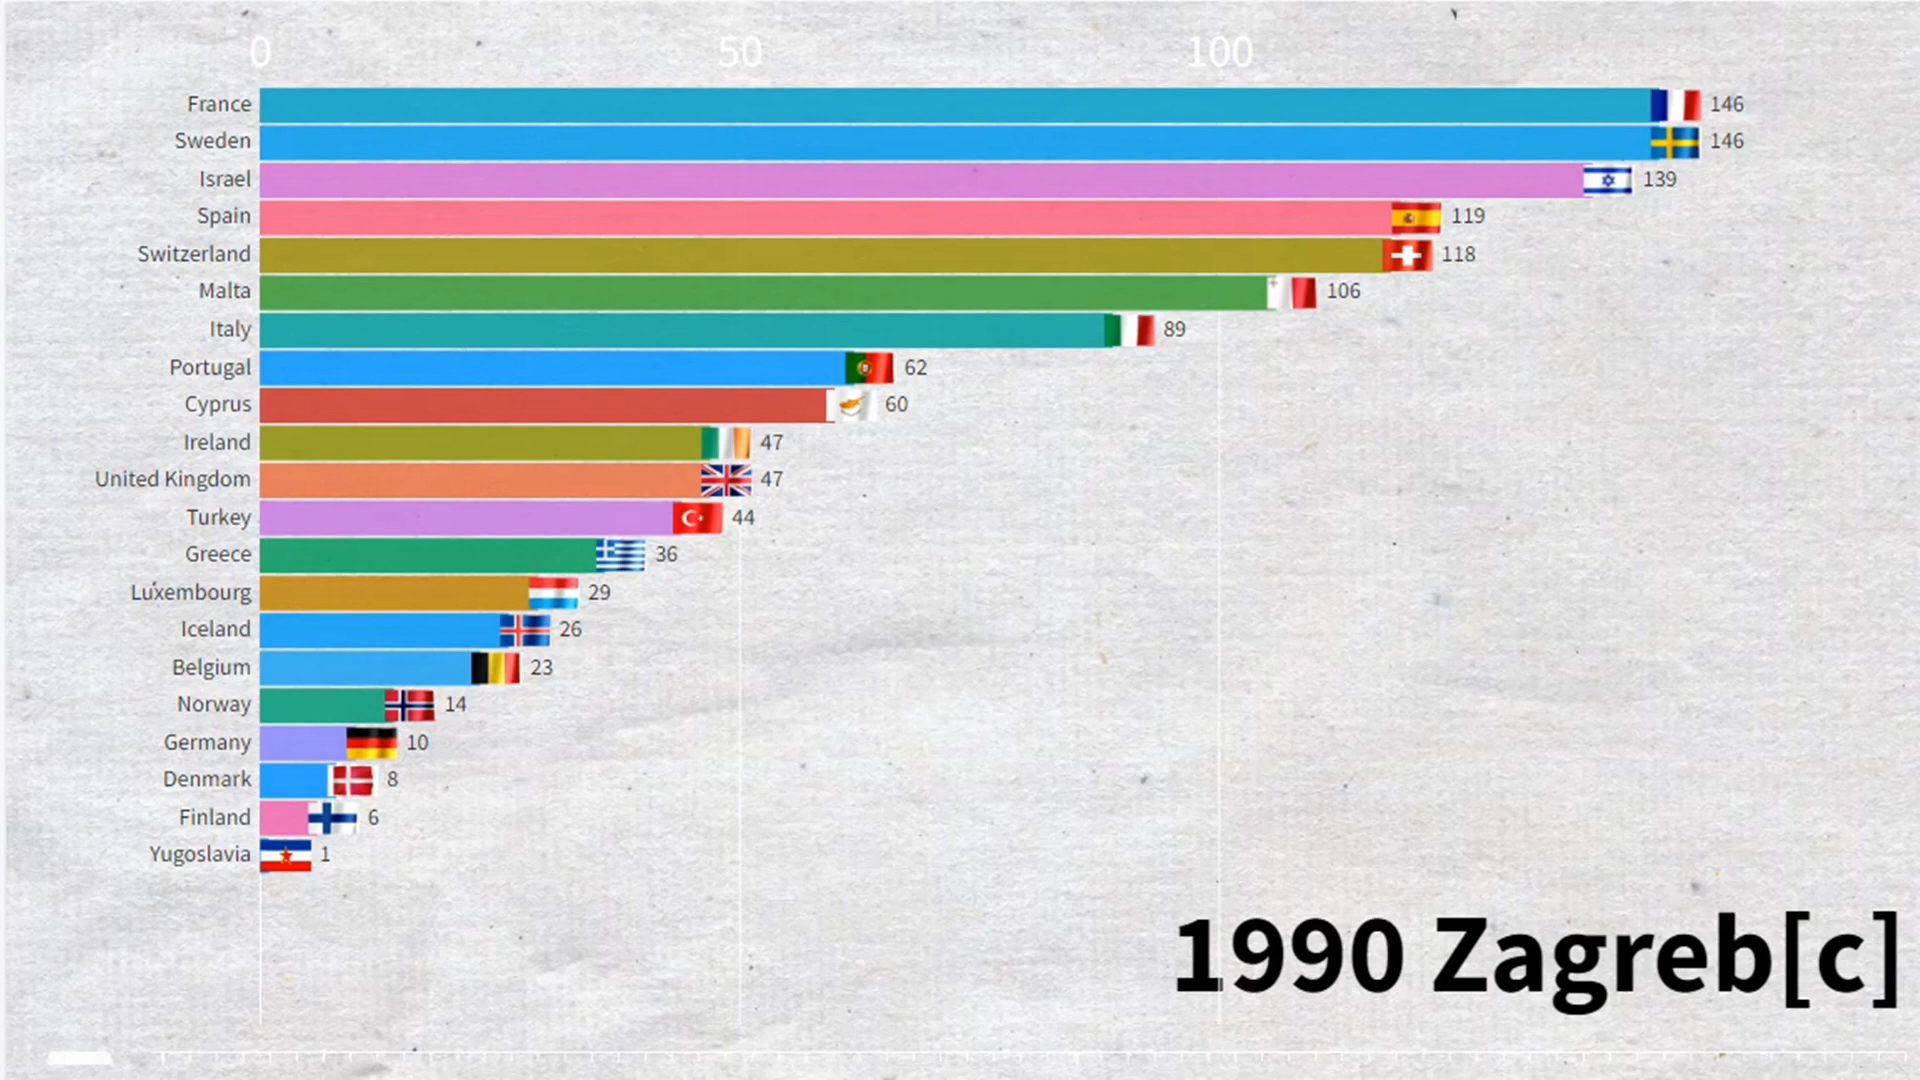 0 50 100
France 146
Sweden 146
Israel 139
Spain 119
Switzerland 118
Malta 106
Italy 89
Portugal 62
Cyprus 60
Ireland 47
United Kingdom 47
Turkey 44
Greece 36
Luxembourg 29
Iceland 26
Belgium 23
Norway 14
Germany 10
Denmark 8
Finland 6
Yugoslavia 1
1990 Zagreb[c]